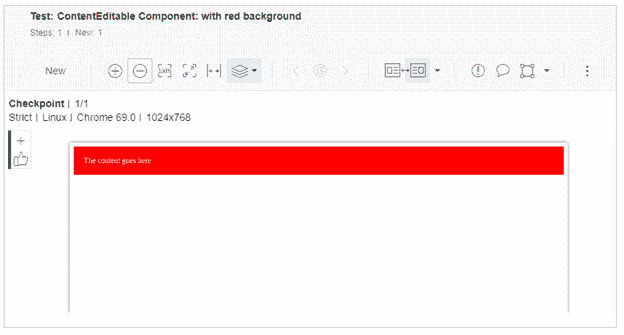 Test: ContentEditable Component: with red background
Steps: 1 | New: 1
New
100%
Checkpoint | 1/1
Strict | Linux | Chrome 69.0 | 1024x768
The content goes here